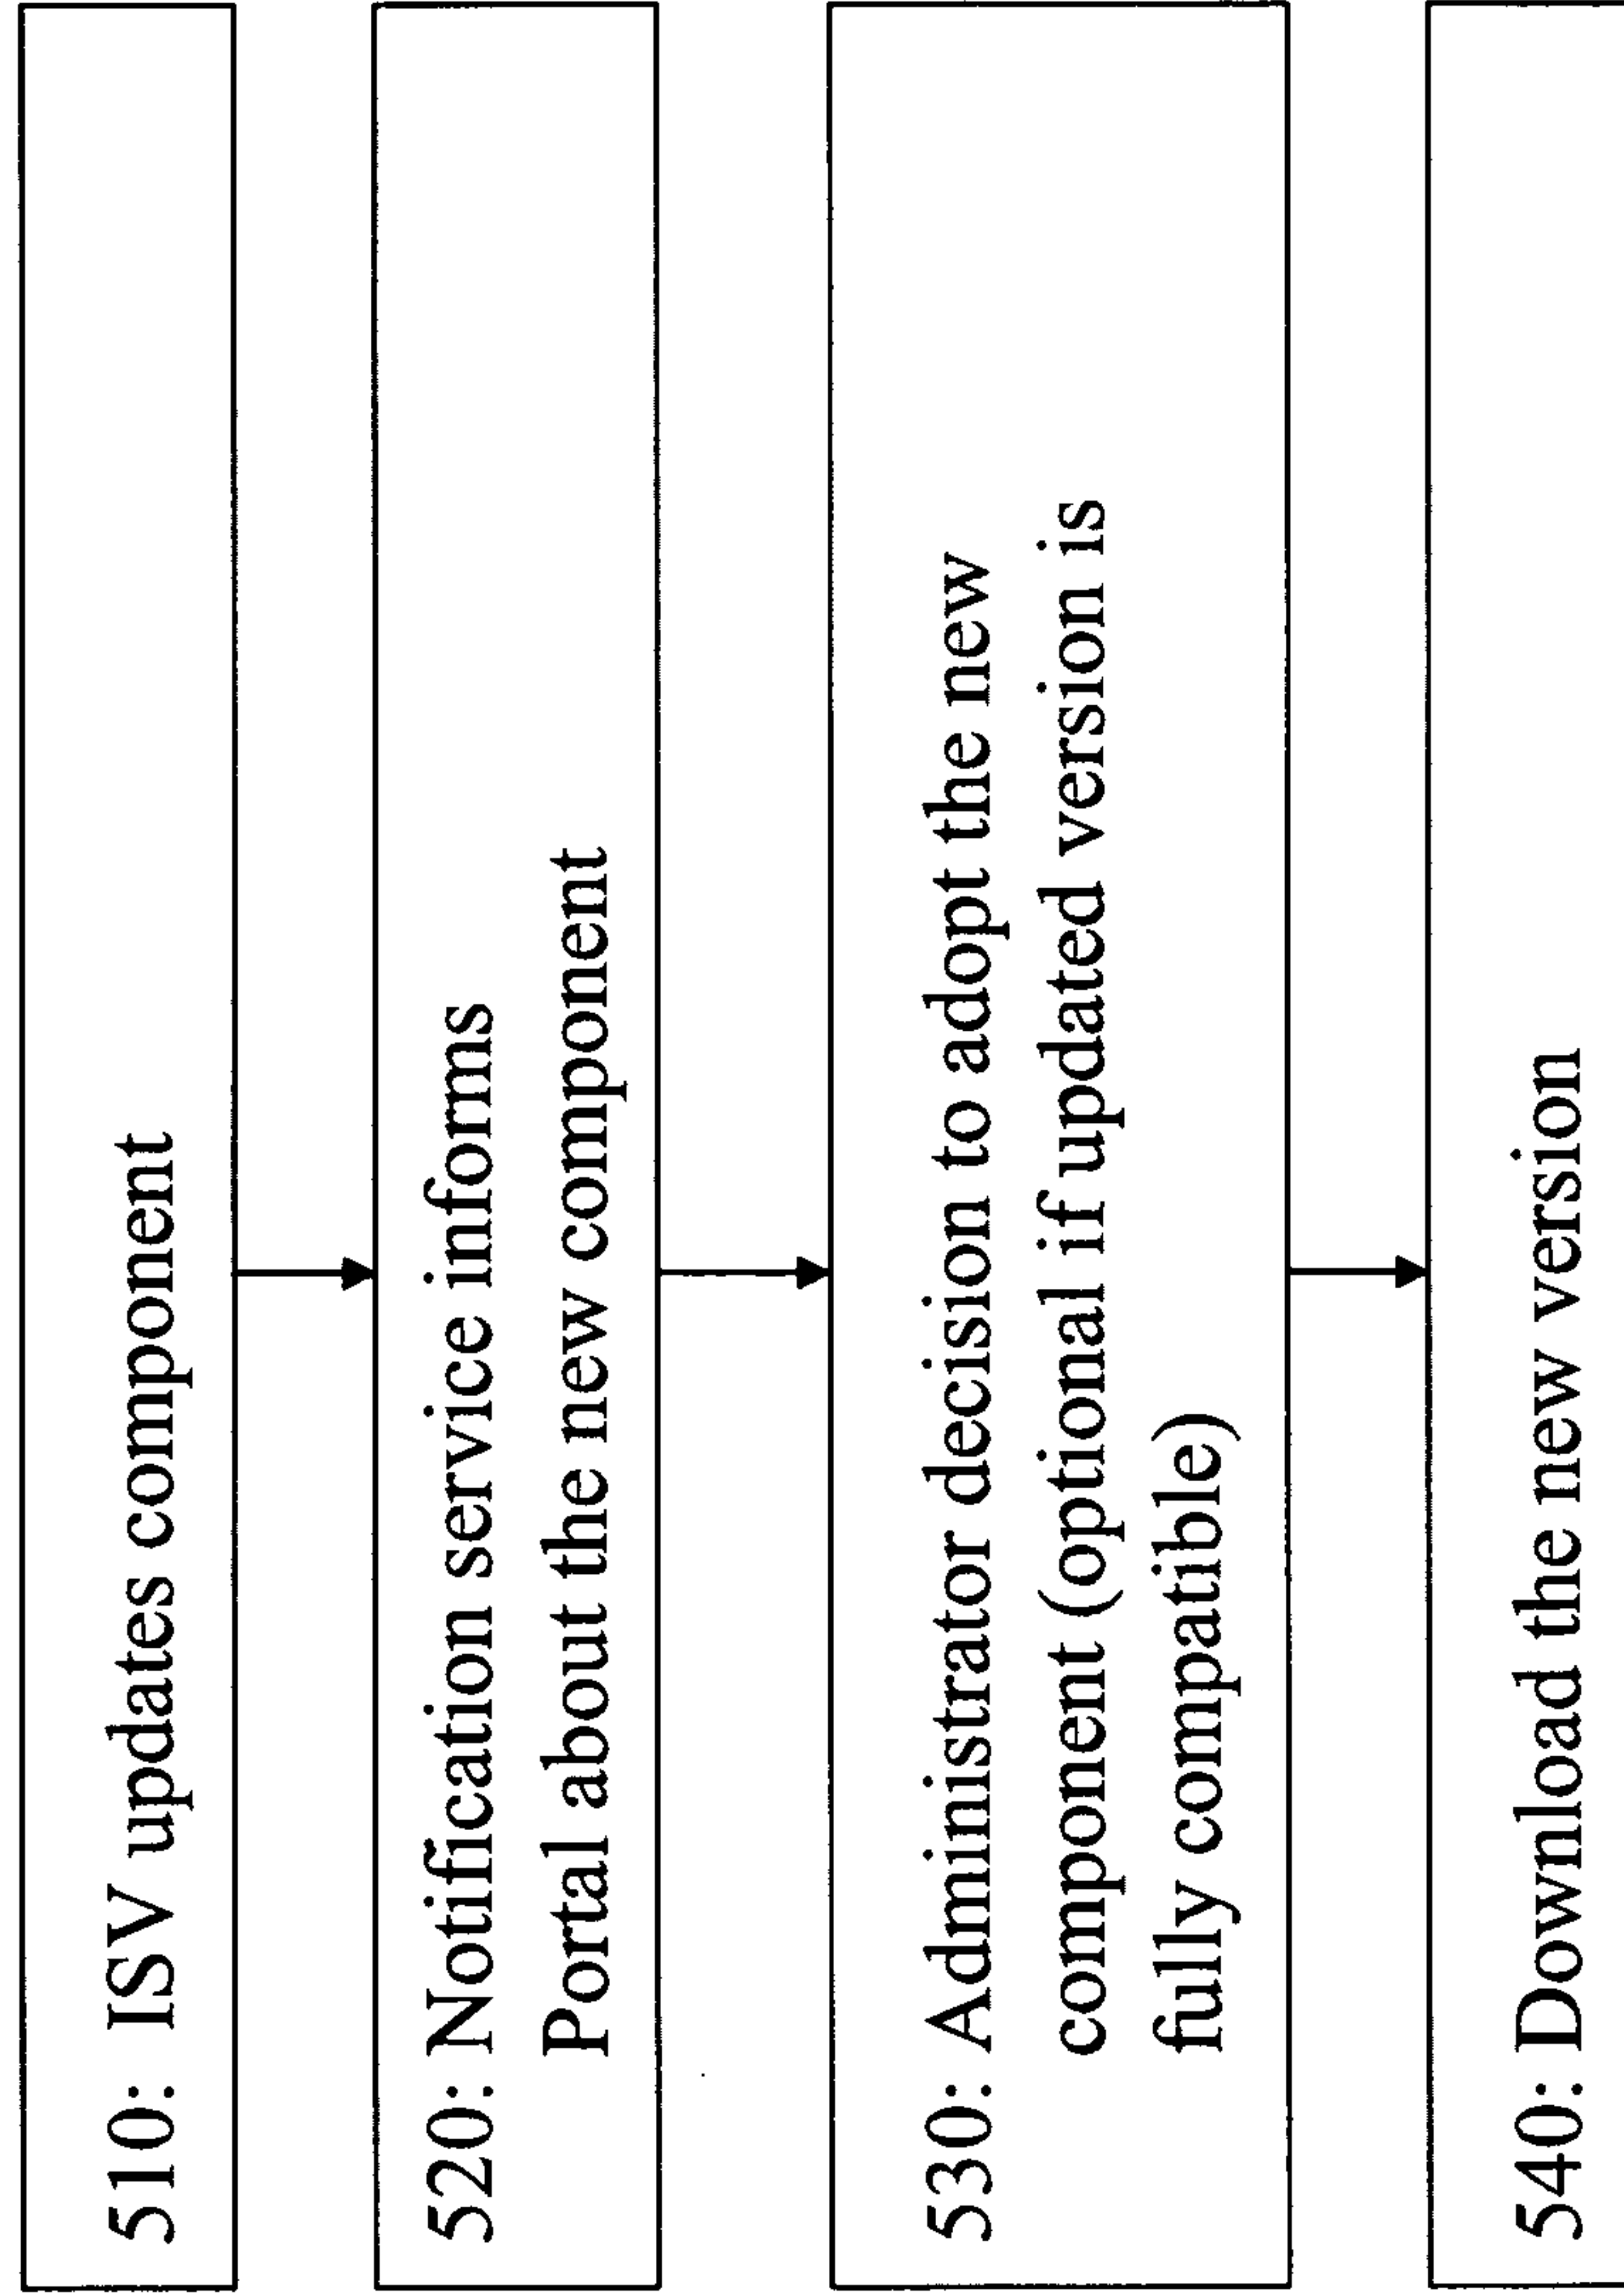 510: ISV updates component
520: Notification service informs
Portal about the new component
530: Administrator decision to adopt the new
component (optional if updated version is
fully compatible)
540: Download the new version